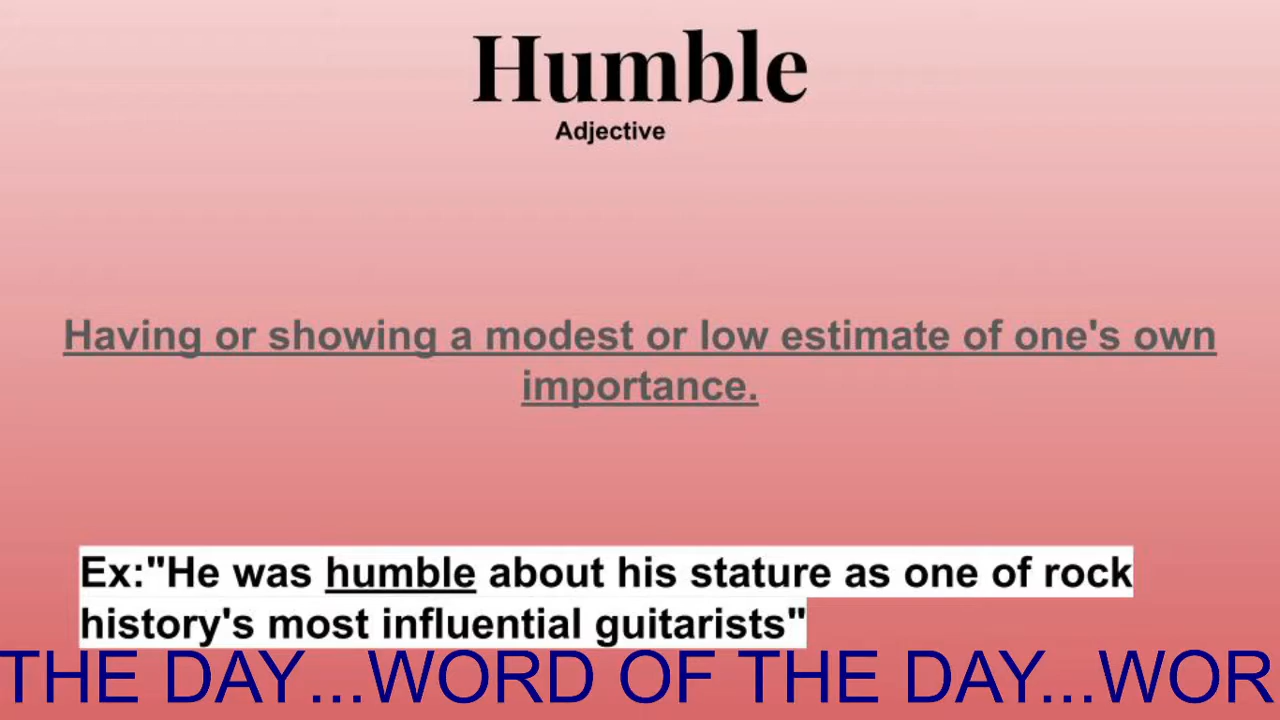 Humble
Adjective
Having or showing a modest or low estimate of one's own
importance.
Ex:"He was humble about his stature as one of rock
history's most influential guitarists"
THE DAY...WORD OF THE DAY...WOR